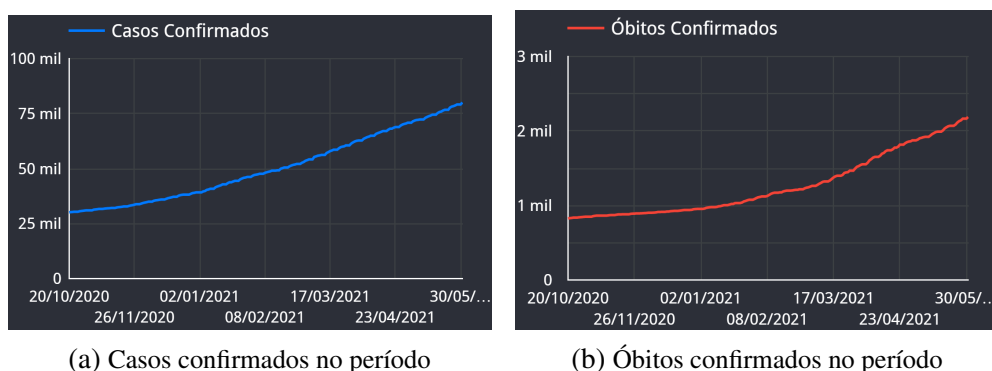 Casos Confirmados
100 mil
75 mil
50 mil
25 mil
0
20/10/2020
02/01/2021
17/03/2021
30/05/...
26/11/2020
08/02/2021
23/04/2021
(a) Casos confirmados no período
Óbitos Confirmados
3 mil
2 mil
1 mil
0
20/10/2020
02/01/2021
17/03/2021
30/05/...
26/11/2020
08/02/2021
23/04/2021
(b) Óbitos confirmados no período